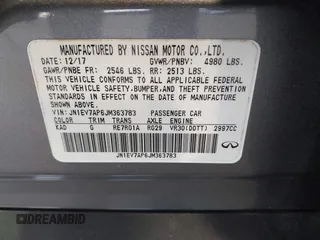 MANUFACTURED BY NISSAN MOTOR CO.,LTD.
DATE: 12/17 GVWR/PNBV: 4980 LBS.
GAWR/PNBE FR: 2546 LBS. RR: 2513 LBS.
THIS VEHICLE CONFORMS TO ALL APPLICABLE FEDERAL
MOTOR VEHICLE SAFETY,BUMPER,AND THEFT PREVENTION
STANDARDS IN EFFECT ON THE DATE OF MANUFACTURE
SHOWN ABOVE.
VIN: JN1EV7AP6JM363783 PASSENGER CAR
COLOR TRIM TRANS AXLE ENGINE
KAD G RE7R01A RG29 VR30(DDTT) 2997CC
JN1EV7AP6JM363783
INFINITI
DREAMBID